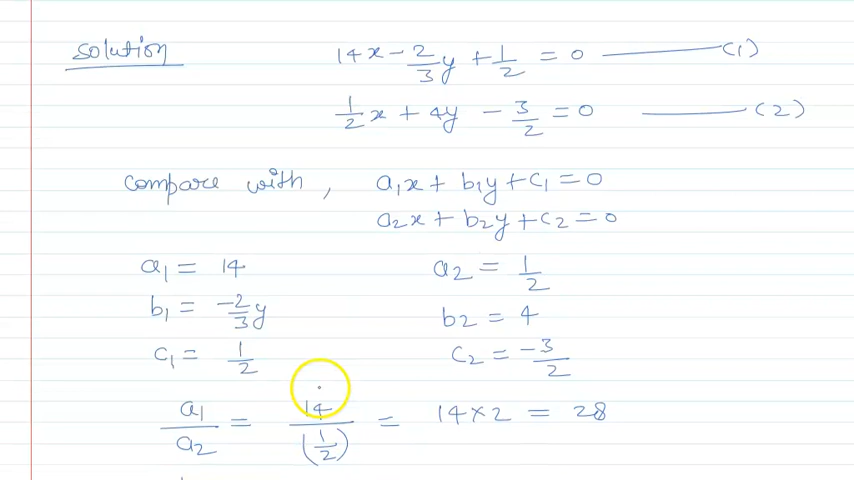 solution 14x - 2/3 y + 1/2 = 0 ——— (1)
1/2 x + 4y - 3/2 = 0 ——— (2)
compare with, a₁x + b₁y + c₁ = 0
a₂x + b₂y + c₂ = 0
a₁ = 14 a₂ = 1/2
b₁ = -2/3 y b₂ = 4
c₁ = 1/2 c₂ = -3/2
a₁/a₂ = 14/(1/2) = 14×2 = 28